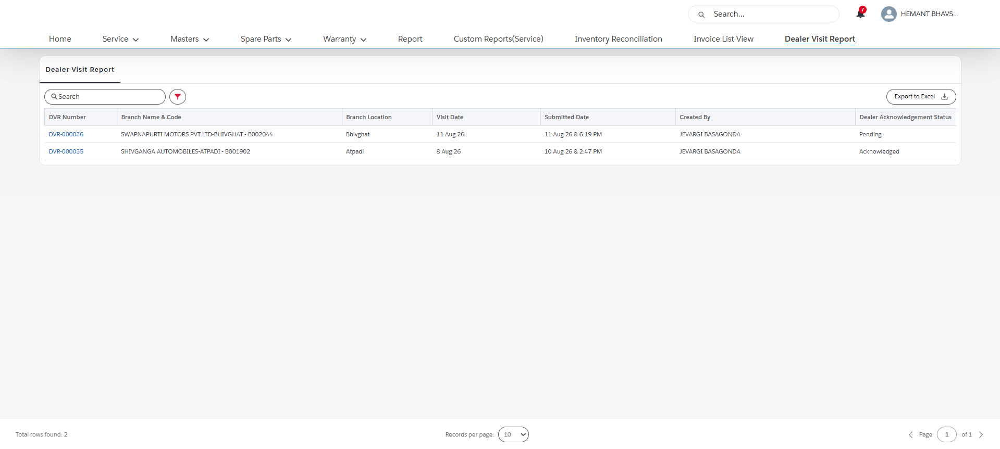 Search...
7
HEMANT BHAVS...
Home Service Masters Spare Parts Warranty Report Custom Reports(Service) Inventory Reconciliation Invoice List View Dealer Visit Report
Dealer Visit Report
Search
Export to Excel
DVR Number Branch Name & Code Branch Location Visit Date Submitted Date Created By Dealer Acknowledgement Status
DVR-000036 SWAPNAPURTI MOTORS PVT LTD-BHIVGHAT - B002044 Bhivghat 11 Aug 26 11 Aug 26 & 6:19 PM JEVARGI BASAGONDA Pending
DVR-000035 SHIVGANGA AUTOMOBILES-ATPADI - B001902 Atpadi 8 Aug 26 10 Aug 26 & 2:47 PM JEVARGI BASAGONDA Acknowledged
Total rows found: 2 Records per page: 10 Page 1 of 1